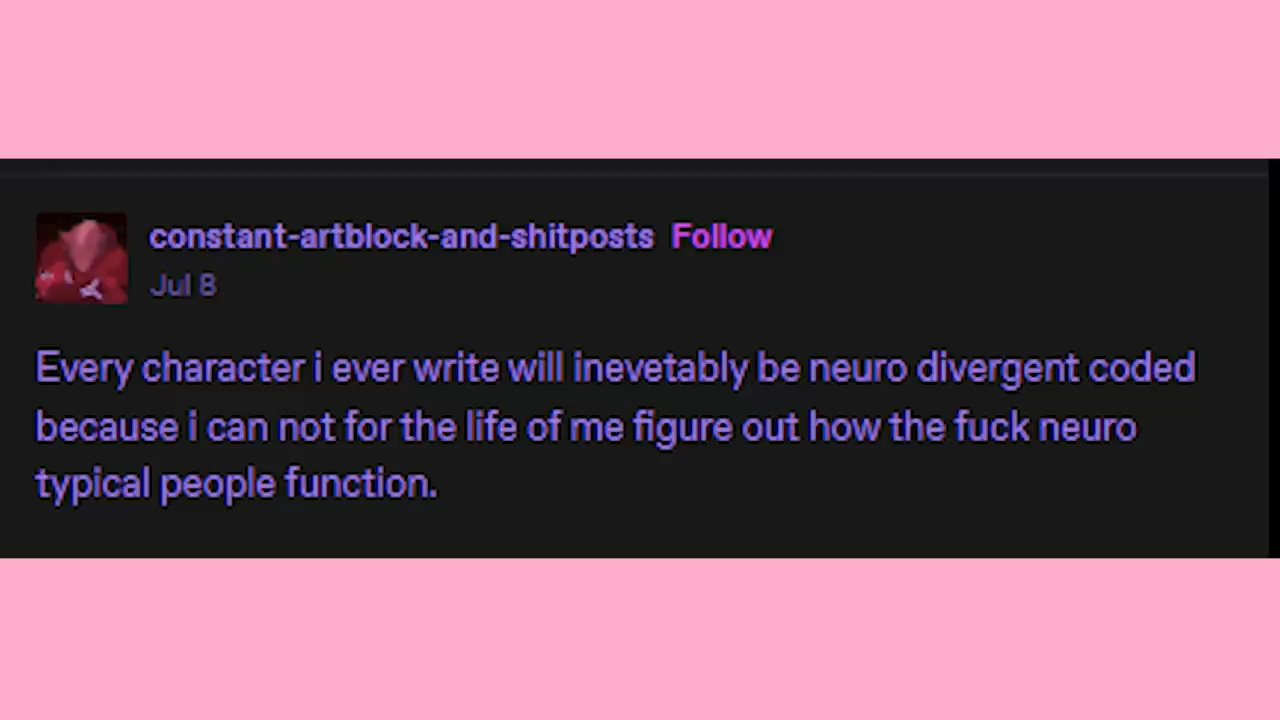 constant-artblock-and-shitposts Follow
Jul 8
Every character i ever write will inevetably be neuro divergent coded
because i can not for the life of me figure out how the fuck neuro
typical people function.